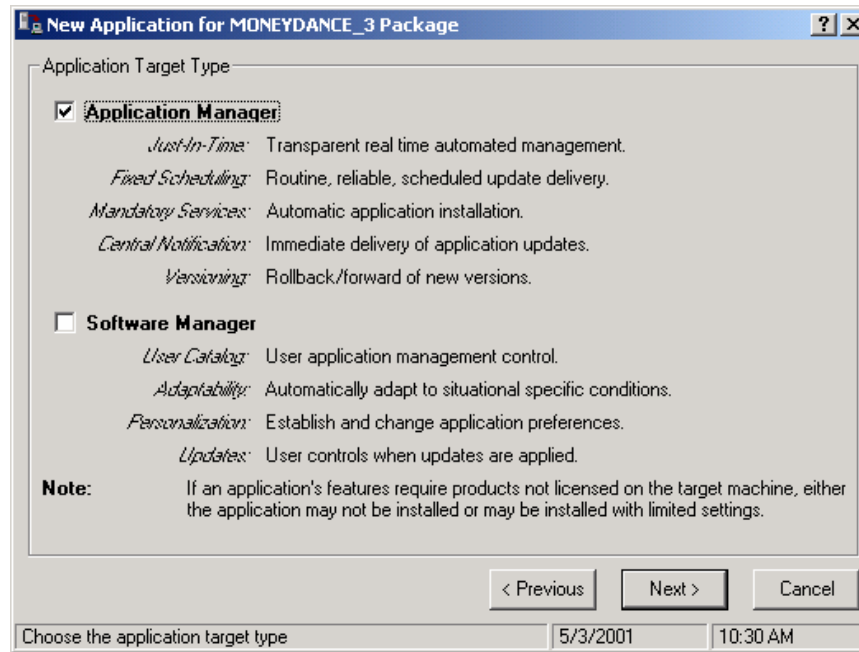 New Application for MONEYDANCE_3 Package
Application Target Type
Application Manager
Just-In-Time: Transparent real time automated management.
Fixed Scheduling: Routine, reliable, scheduled update delivery.
Mandatory Services: Automatic application installation.
Central Notification: Immediate delivery of application updates.
Versioning: Rollback/forward of new versions.
Software Manager
User Catalog: User application management control.
Adaptability: Automatically adapt to situational specific conditions.
Personalization: Establish and change application preferences.
Updates: User controls when updates are applied.
Note: If an application's features require products not licensed on the target machine, either
the application may not be installed or may be installed with limited settings.
< Previous Next > Cancel
Choose the application target type 5/3/2001 10:30 AM